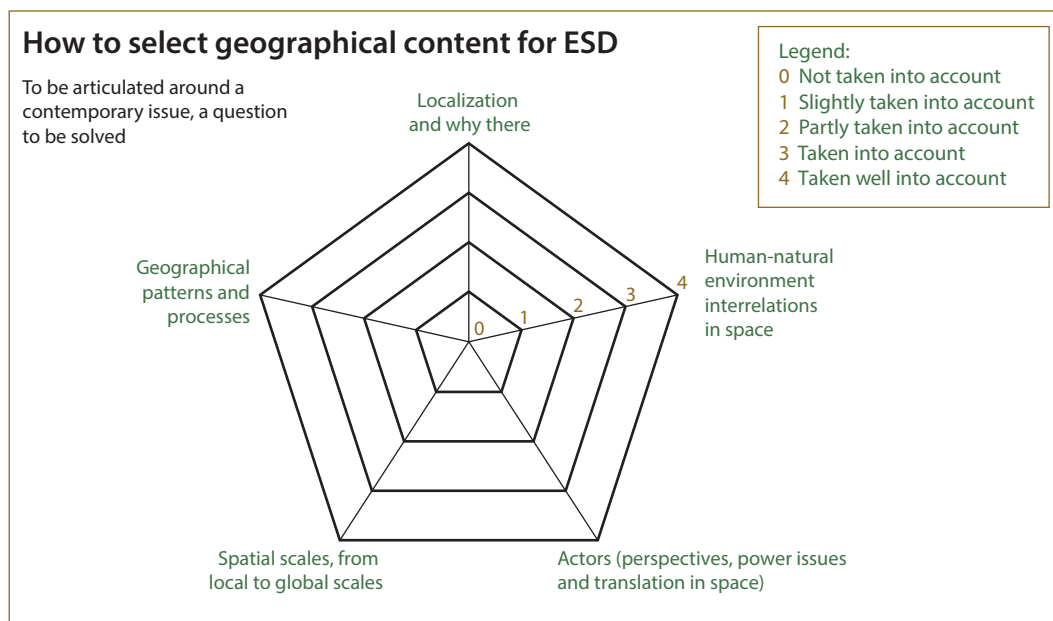 How to select geographical content for ESD
To be articulated around a
contemporary issue, a question
to be solved
Legend:
0 Not taken into account
1 Slightly taken into account
2 Partly taken into account
3 Taken into account
4 Taken well into account
Localization
and why there
Human-natural
environment
interrelations
in space
Geographical
patterns and
processes
0
1
2
3
4
Spatial scales, from
local to global scales
Actors (perspectives, power issues
and translation in space)